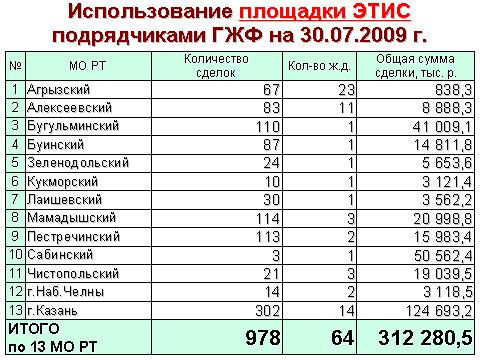 Использование площадки ЭТИС
подрядчиками ГЖФ на 30.07.2009 г.
№ МО РТ Количество сделок Кол-во ж.д. Общая сумма сделки, тыс. р.
1 Агрызский 67 23 838,3
2 Алексеевский 83 11 8 888,3
3 Бугульминский 110 1 41 009,1
4 Буинский 87 1 14 811,8
5 Зеленодольский 24 1 5 653,6
6 Кукморский 10 1 3 121,4
7 Лаишевский 30 1 3 562,2
8 Мамадышский 114 3 20 998,8
9 Пестречинский 113 2 15 983,4
10 Сабинский 3 1 50 562,4
11 Чистопольский 21 3 19 039,5
12 г.Наб.Челны 14 2 3 118,5
13 г.Казань 302 14 124 693,2
ИТОГО
по 13 МО РТ 978 64 312 280,5